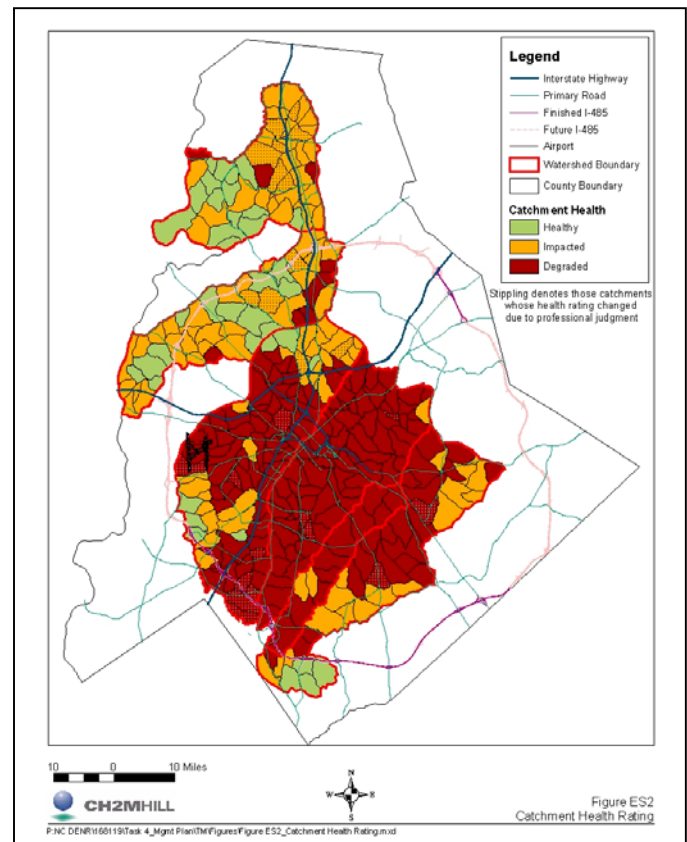 Legend
Interstate Highway
Primary Road
Finished I-485
Future I-485
Airport
Watershed Boundary
County Boundary
Catchment Health
Healthy
Impacted
Degraded
Stippling denotes those catchments
whose health rating changed
due to professional judgment
10 0 10 Miles
N
W E
S
CH2MHILL
Figure ES2
Catchment Health Rating
P:\NC DENR\168119\Task 4_Mgmt Plan\TM\Figures\Figure ES2_Catchment Health Rating.mxd